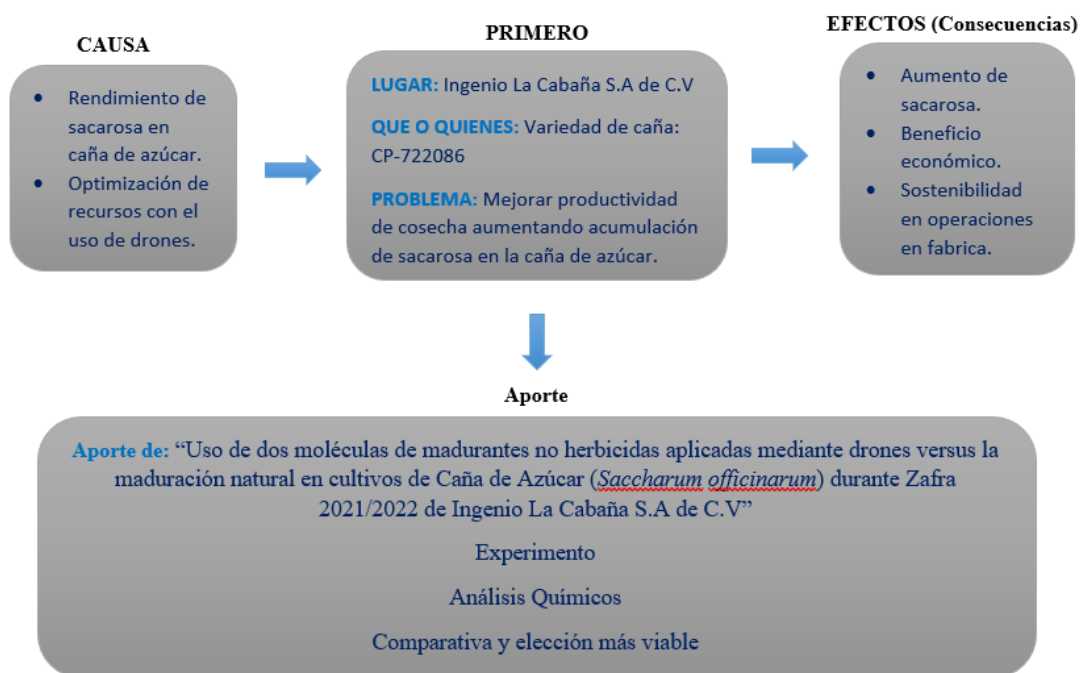 CAUSA
Rendimiento de
sacarosa en
caña de azúcar.
Optimización de
recursos con el
uso de drones.
PRIMERO
LUGAR: Ingenio La Cabaña S.A de C.V
QUE O QUIENES: Variedad de caña:
CP-722086
PROBLEMA: Mejorar productividad
de cosecha aumentando acumulación
de sacarosa en la caña de azúcar.
EFECTOS (Consecuencias)
Aumento de
sacarosa.
Beneficio
económico.
Sostenibilidad
en operaciones
en fabrica.
Aporte
Aporte de: “Uso de dos moléculas de madurantes no herbicidas aplicadas mediante drones versus la
maduración natural en cultivos de Caña de Azúcar (Saccharum officinarum) durante Zafra
2021/2022 de Ingenio La Cabaña S.A de C.V”
Experimento
Análisis Químicos
Comparativa y elección más viable